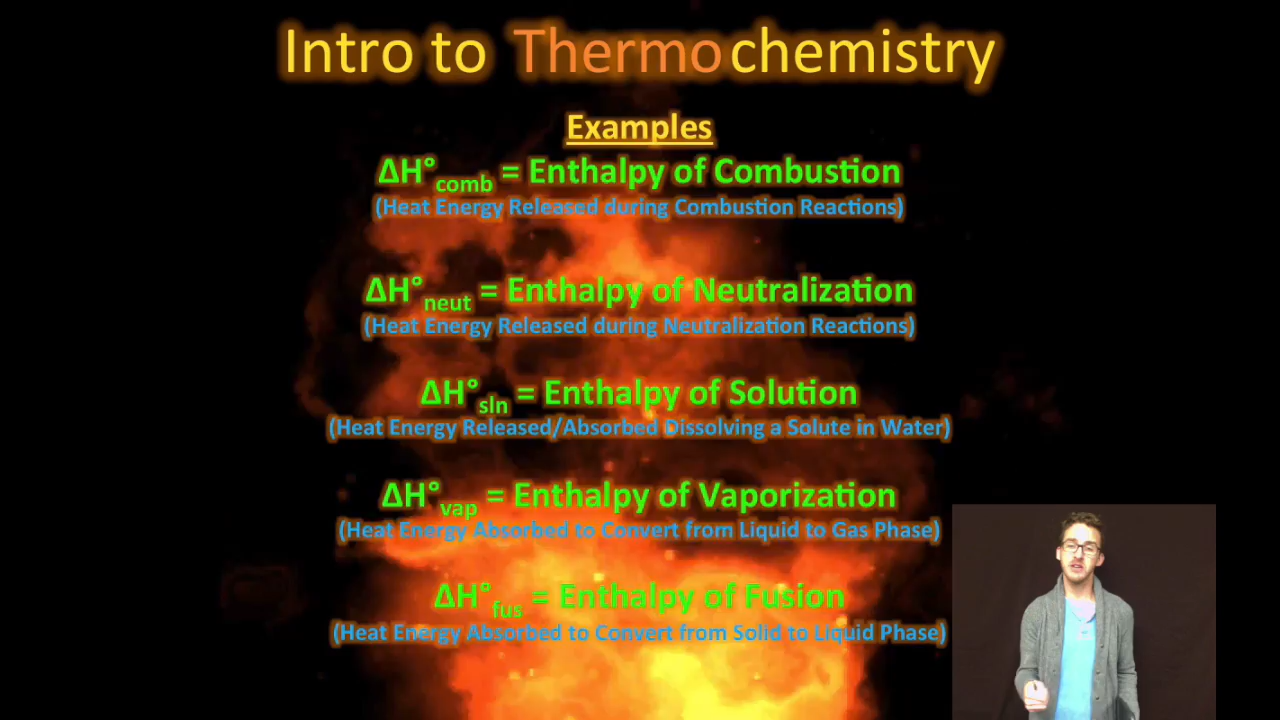 Intro to Thermochemistry
Examples
ΔH°comb = Enthalpy of Combustion
(Heat Energy Released during Combustion Reactions)
ΔH°neut = Enthalpy of Neutralization
(Heat Energy Released during Neutralization Reactions)
ΔH°sln = Enthalpy of Solution
(Heat Energy Released/Absorbed Dissolving a Solute in Water)
ΔH°vap = Enthalpy of Vaporization
(Heat Energy Absorbed to Convert from Liquid to Gas Phase)
ΔH°fus = Enthalpy of Fusion
(Heat Energy Absorbed to Convert from Solid to Liquid Phase)